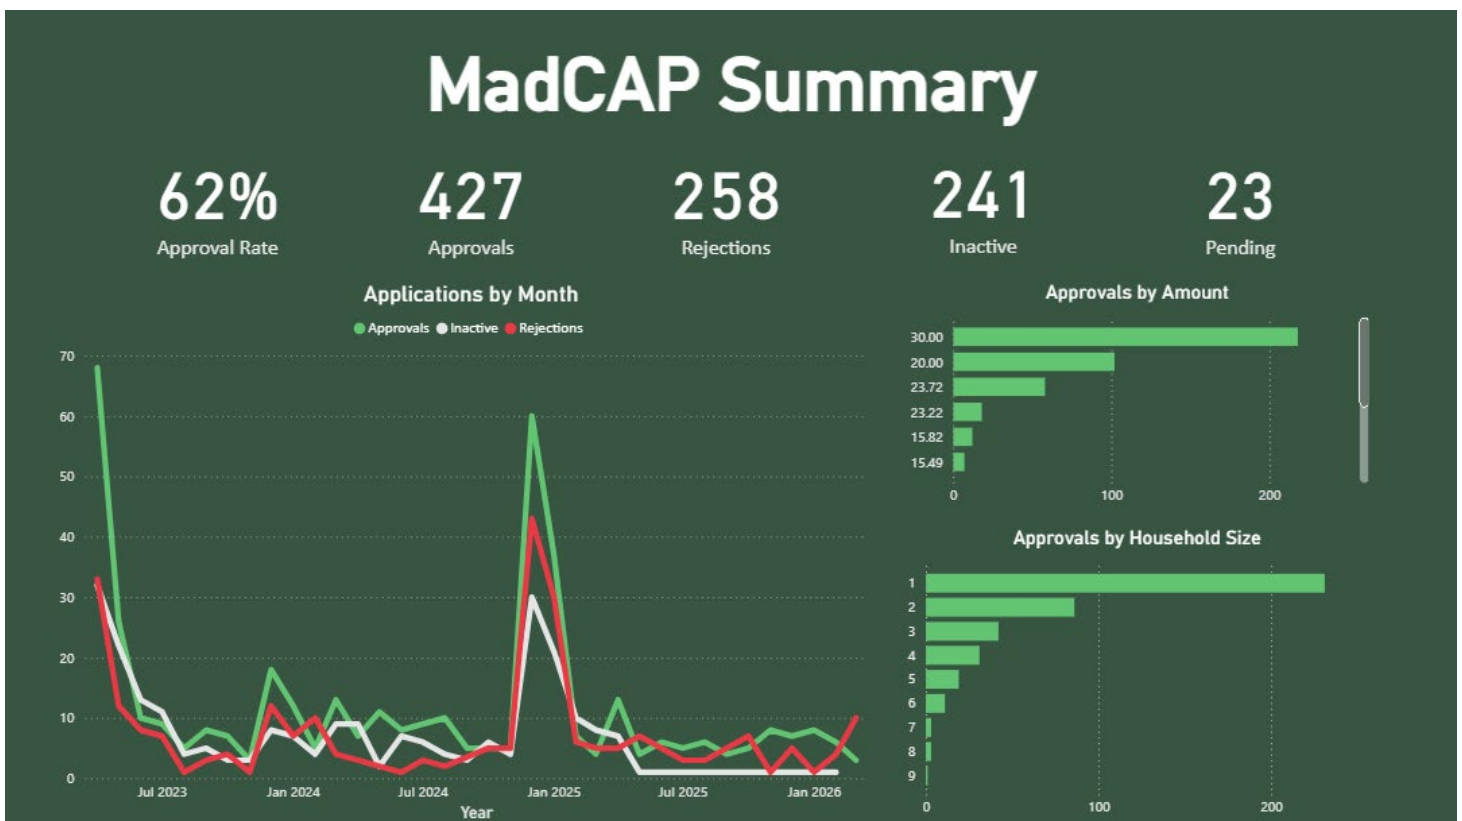 MadCAP Summary
62%
Approval Rate
427
Approvals
258
Rejections
241
Inactive
23
Pending
Applications by Month
Approvals Inactive Rejections
70
60
50
40
30
20
10
0
Jul 2023 Jan 2024 Jul 2024 Jan 2025 Jul 2025 Jan 2026
Year
Approvals by Amount
30.00
20.00
23.72
23.22
15.82
15.49
0 100 200
Approvals by Household Size
1
2
3
4
5
6
7
8
9
0 100 200